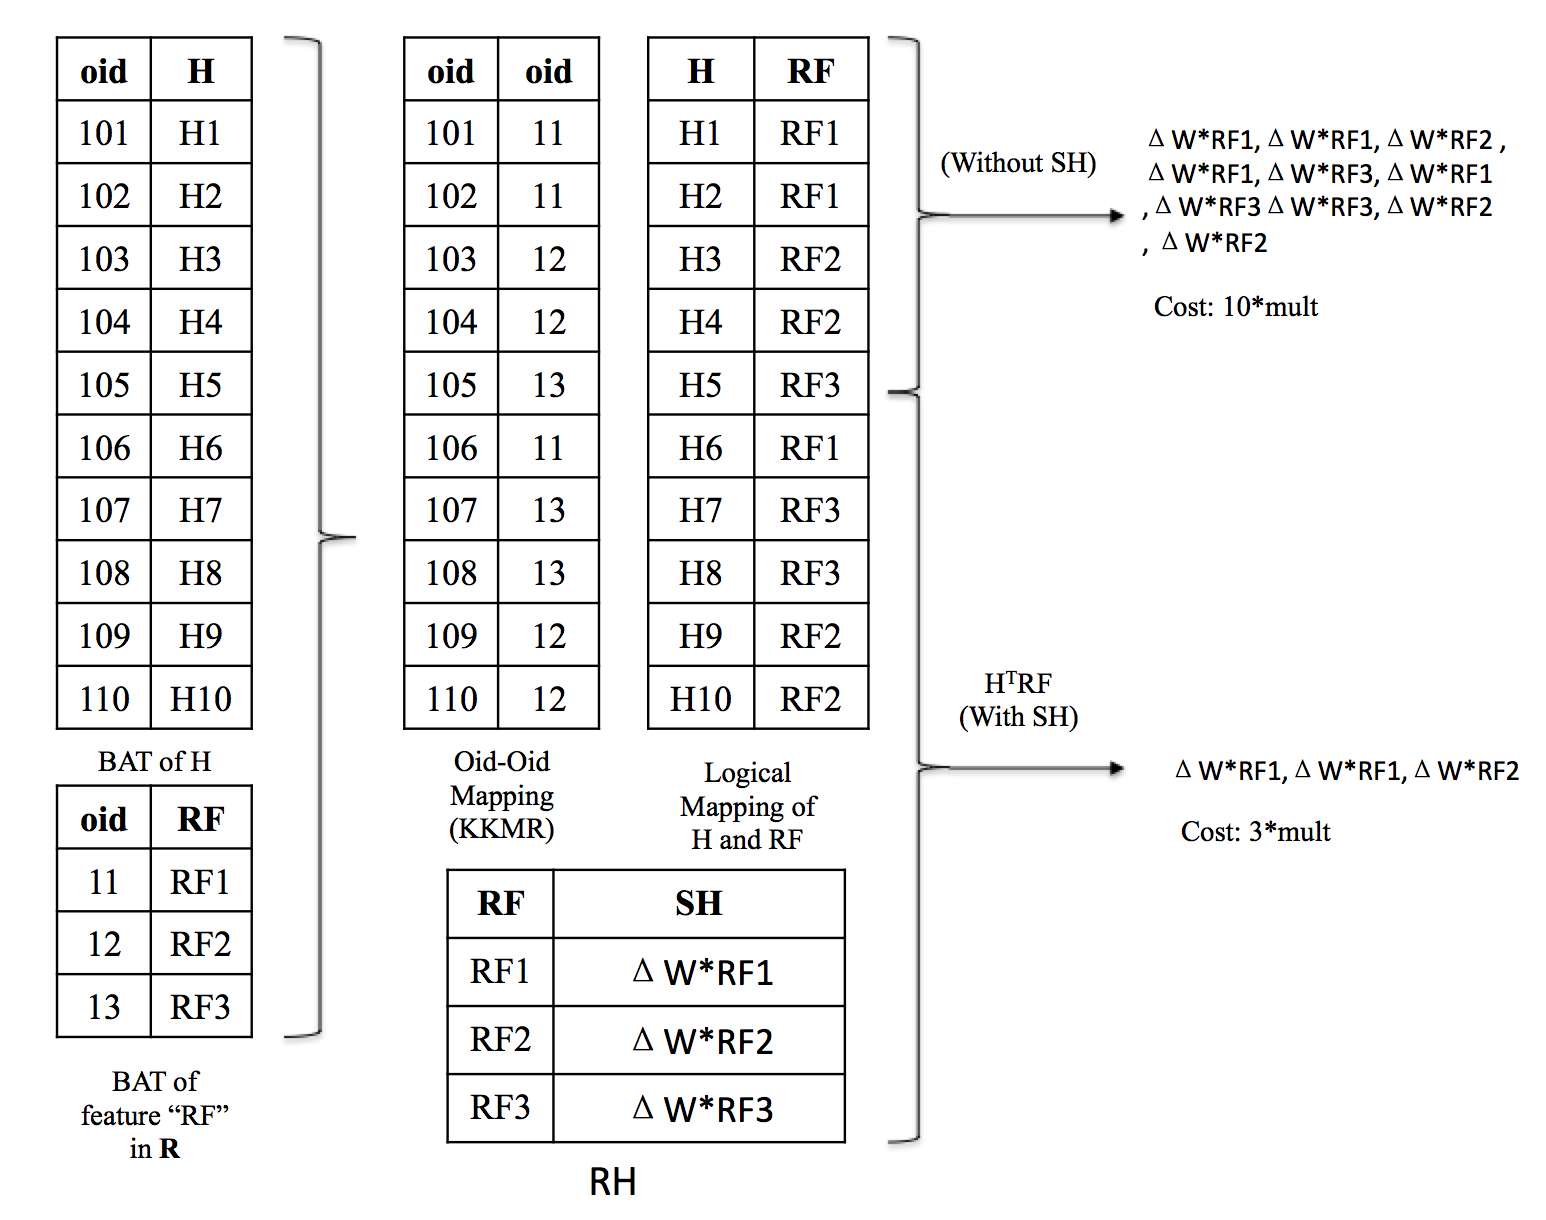 oid H
101 H1
102 H2
103 H3
104 H4
105 H5
106 H6
107 H7
108 H8
109 H9
110 H10
BAT of H
oid RF
11 RF1
12 RF2
13 RF3
BAT of
feature “RF”
in R
oid oid
101 11
102 11
103 12
104 12
105 13
106 11
107 13
108 13
109 12
110 12
Oid-Oid
Mapping
(KKMR)
H RF
H1 RF1
H2 RF1
H3 RF2
H4 RF2
H5 RF3
H6 RF1
H7 RF3
H8 RF3
H9 RF2
H10 RF2
Logical
Mapping of
H and RF
RF SH
RF1 Δ W*RF1
RF2 Δ W*RF2
RF3 Δ W*RF3
RH
(Without SH)
Δ W*RF1, Δ W*RF1, Δ W*RF2 ,
Δ W*RF1, Δ W*RF3, Δ W*RF1
, Δ W*RF3 Δ W*RF3, Δ W*RF2
, Δ W*RF2
Cost: 10*mult
HᵀRF
(With SH)
Δ W*RF1, Δ W*RF1, Δ W*RF2
Cost: 3*mult